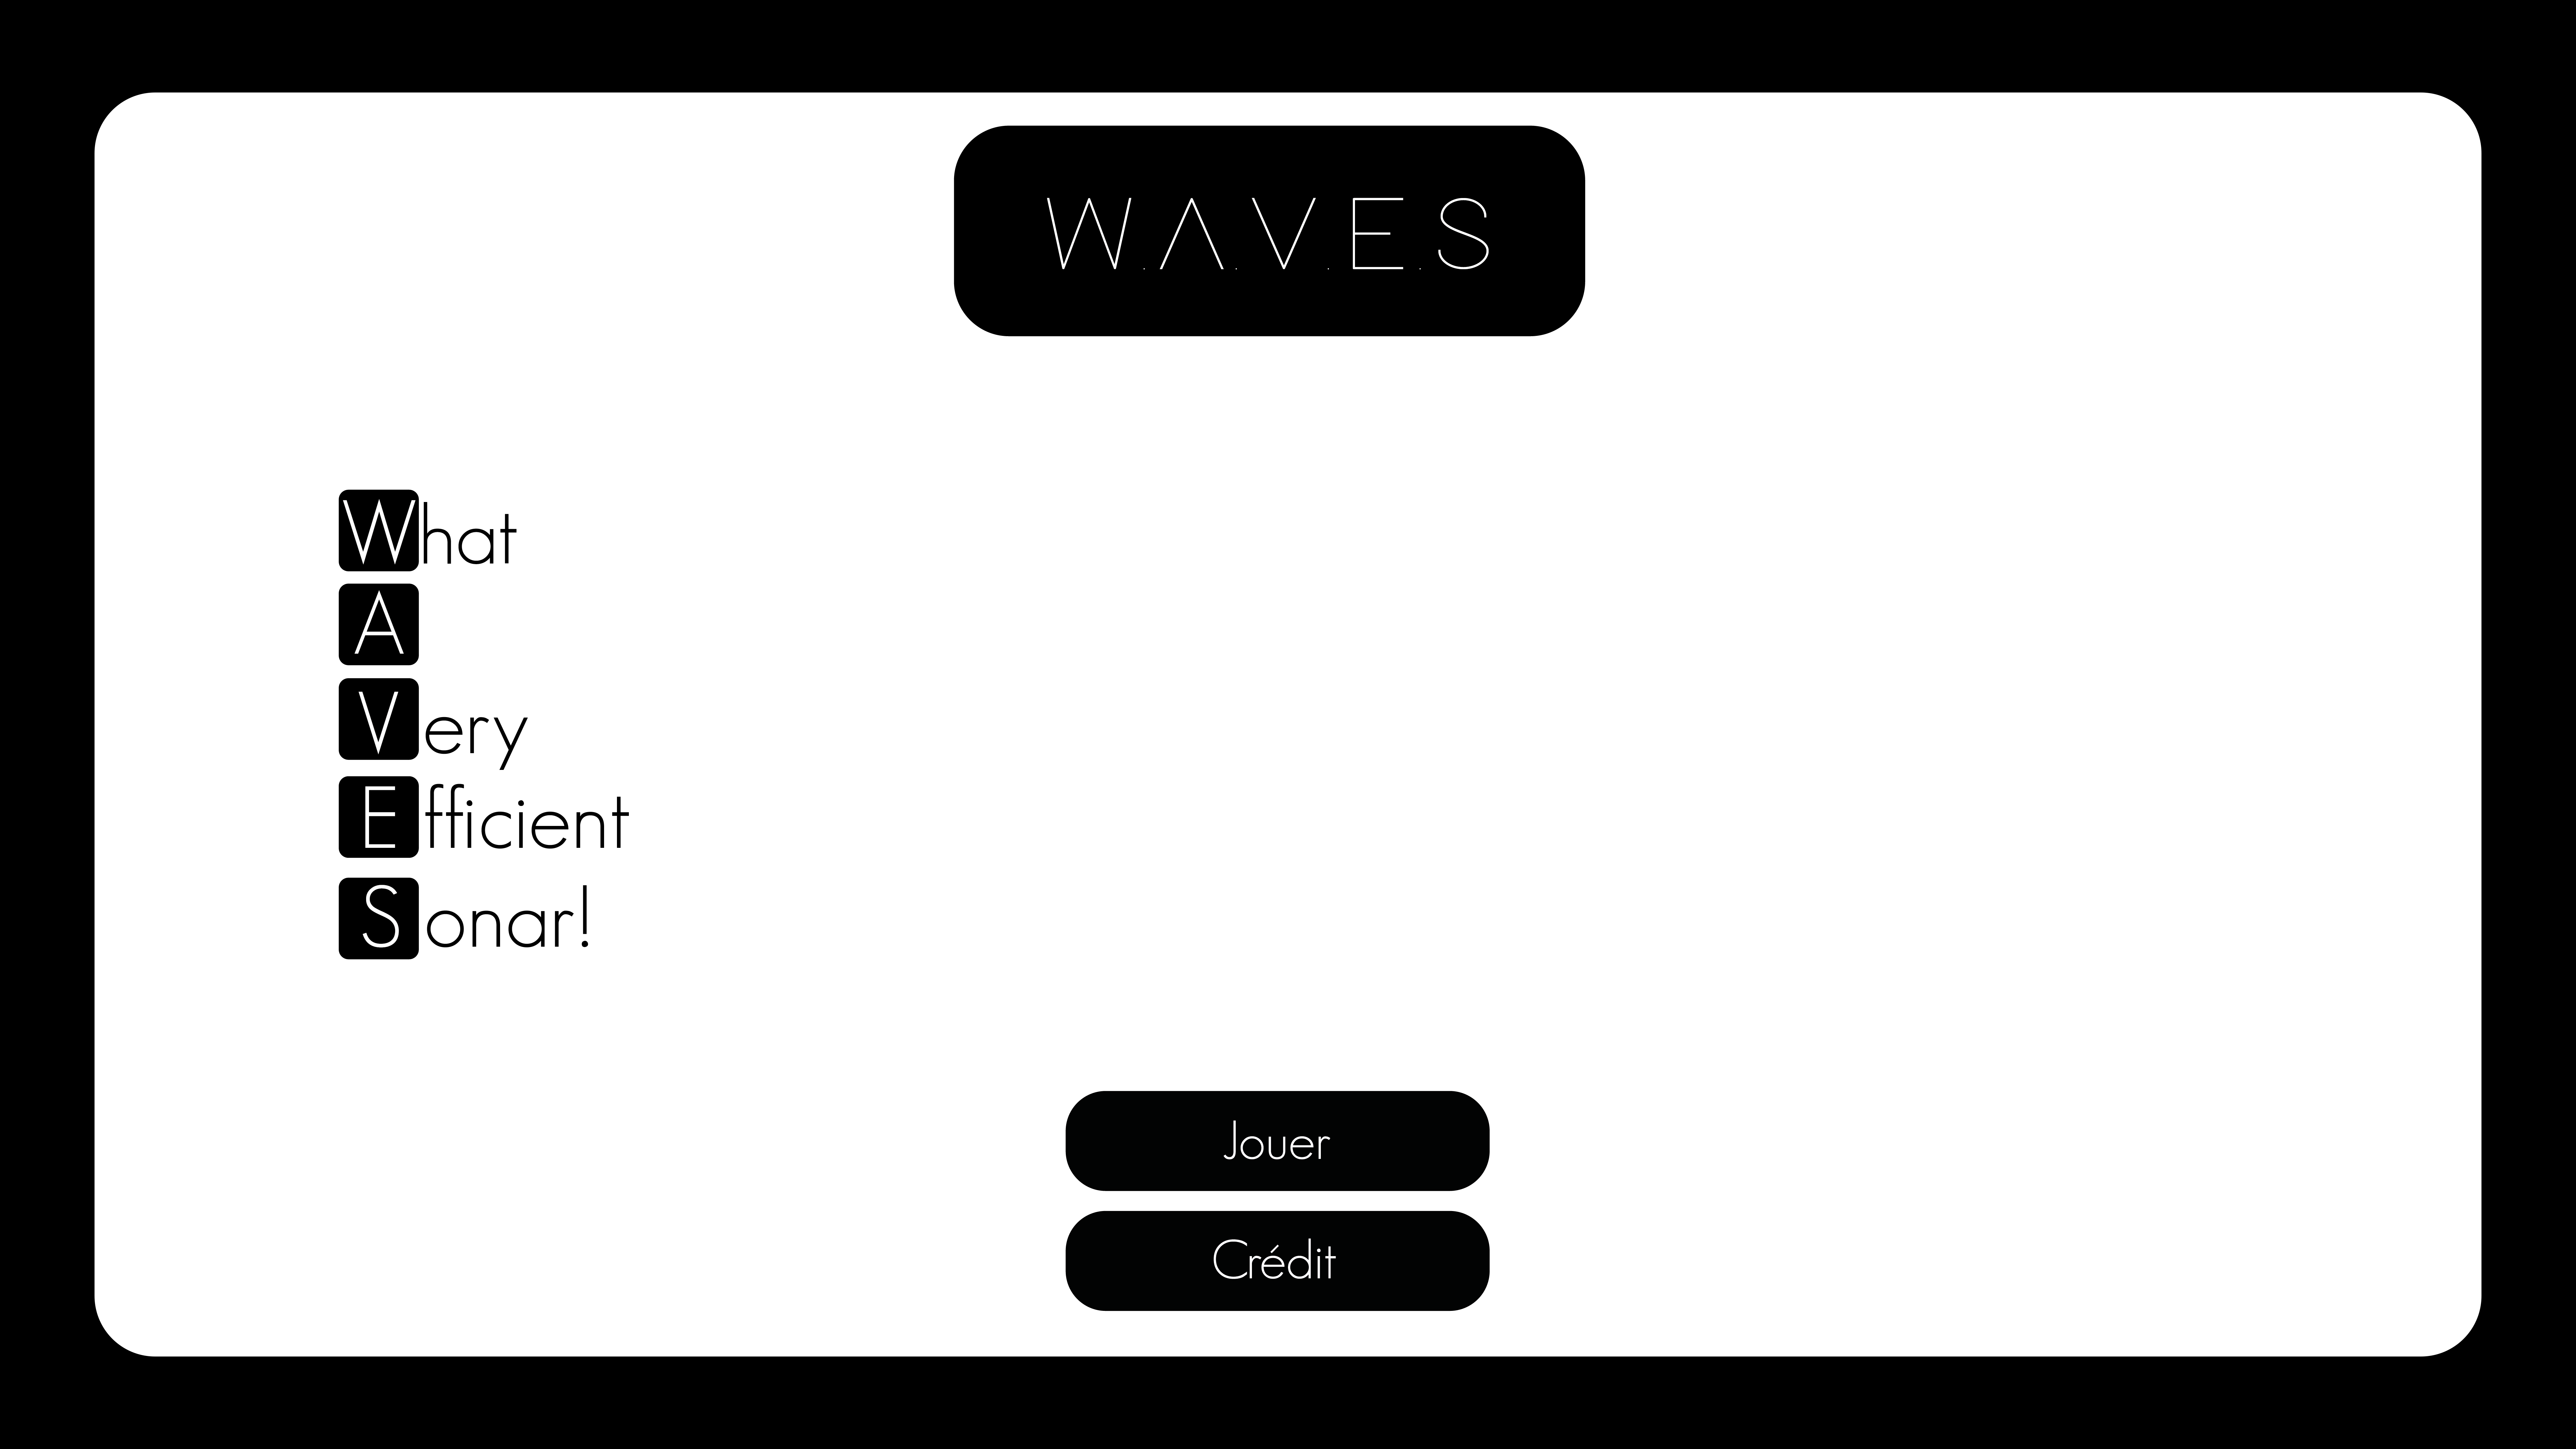 W.A.V.E.S
What
A
Very
Efficient
Sonar!
Jouer
Crédit